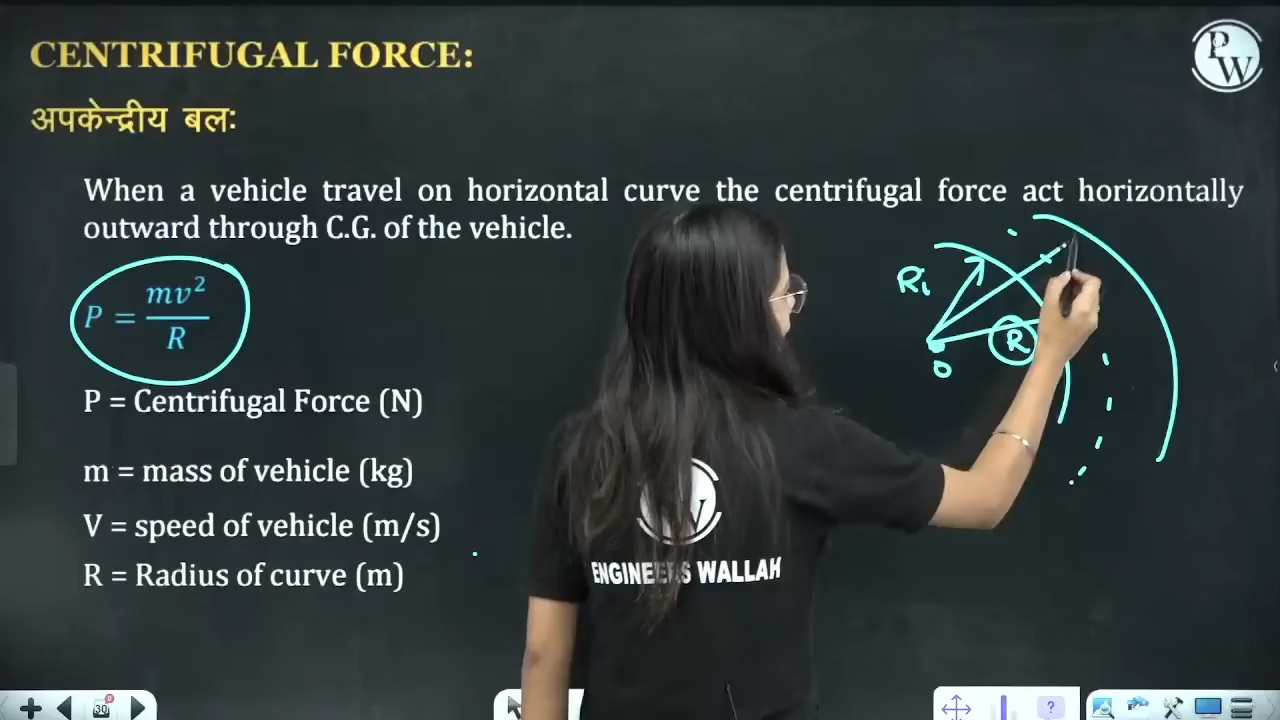 CENTRIFUGAL FORCE:
PW
अपकेन्द्रीय बलः
When a vehicle travel on horizontal curve the centrifugal force act horizontally
outward through C.G. of the vehicle.
P = mv²/R
R₁
R
O
P = Centrifugal Force (N)
m = mass of vehicle (kg)
V = speed of vehicle (m/s)
R = Radius of curve (m)
W
ENGINEERS WALLAH
30
?